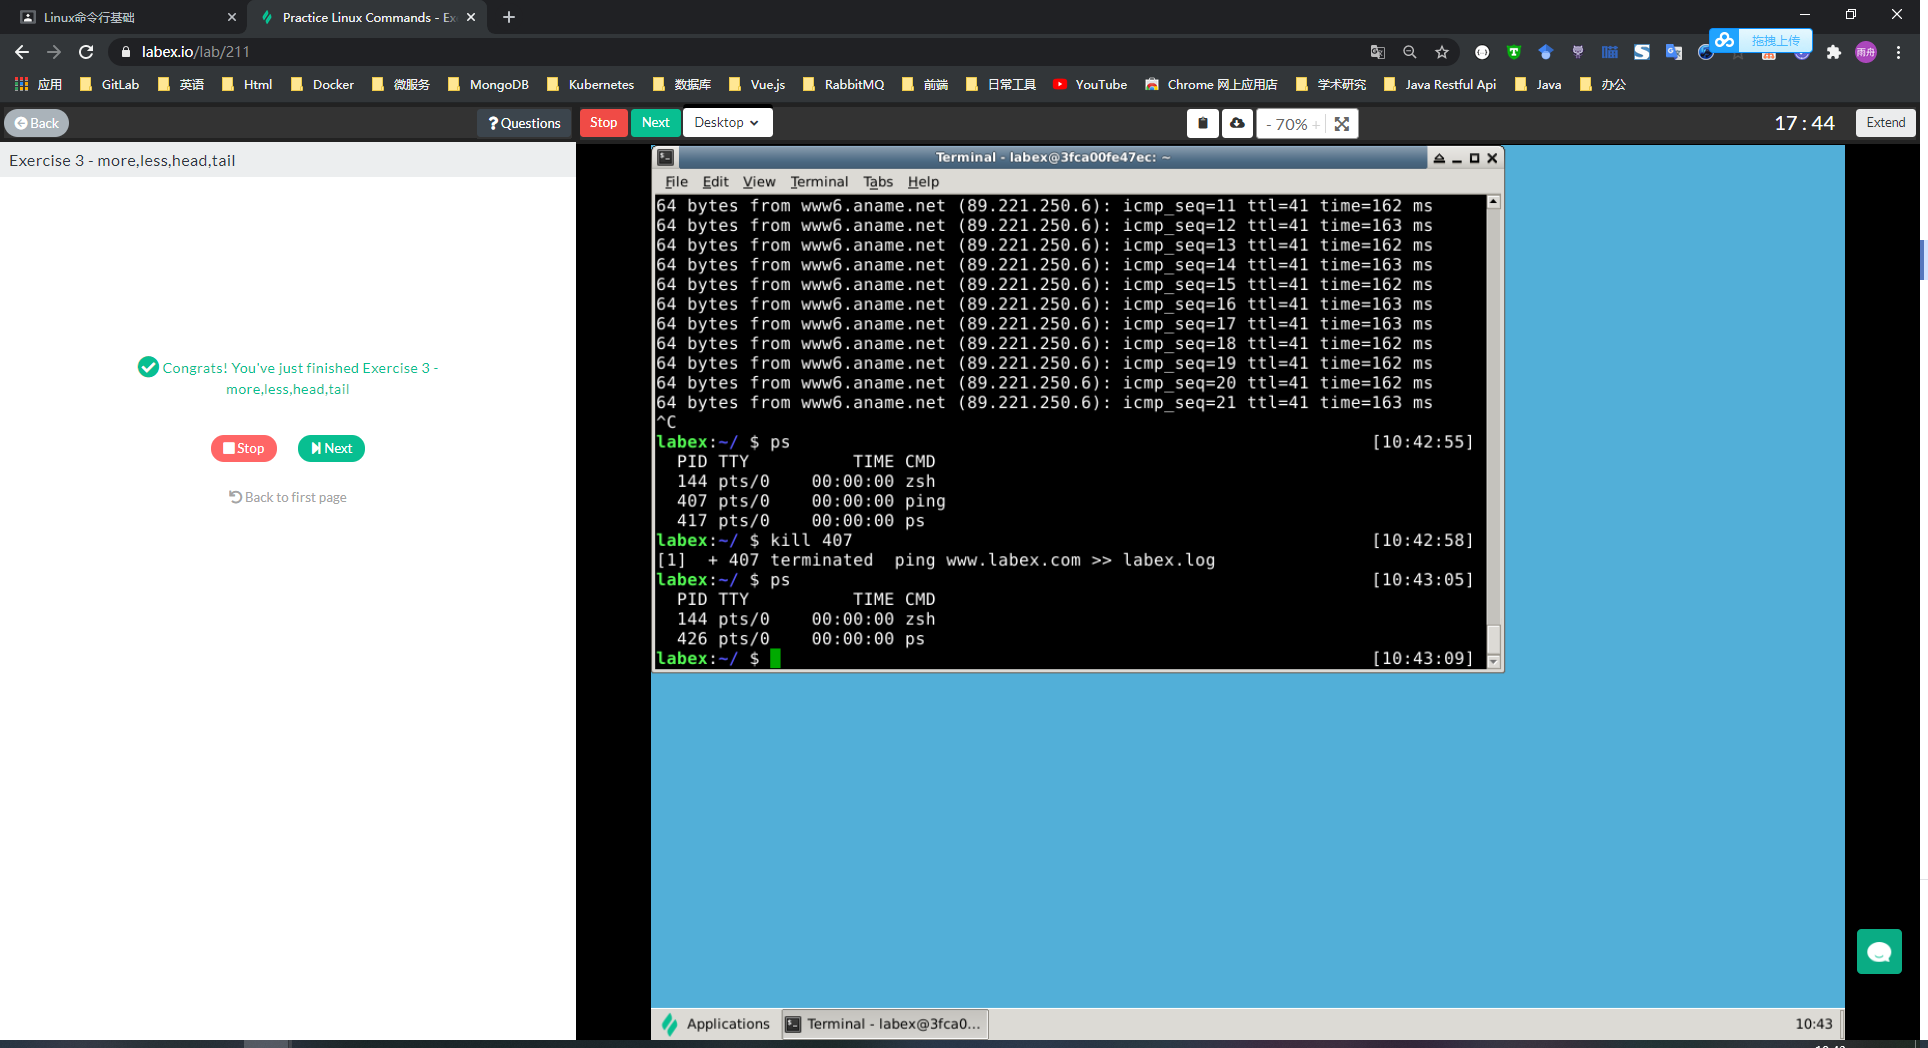 Linux命令行基础
Practice Linux Commands - Ex
labex.io/lab/211
拖拽上传
雨舟
应用
GitLab
英语
Html
Docker
微服务
MongoDB
Kubernetes
数据库
Vue.js
RabbitMQ
前端
日常工具
YouTube
Chrome 网上应用店
学术研究
Java Restful Api
Java
办公
Back
?Questions
Stop
Next
Desktop
- 70% +
17 : 44
Extend
Exercise 3 - more,less,head,tail
Congrats! You've just finished Exercise 3 -
more,less,head,tail
Stop
Next
Back to first page
Terminal - labex@3fca00fe47ec: ~
File Edit View Terminal Tabs Help
64 bytes from www6.aname.net (89.221.250.6): icmp_seq=11 ttl=41 time=162 ms
64 bytes from www6.aname.net (89.221.250.6): icmp_seq=12 ttl=41 time=163 ms
64 bytes from www6.aname.net (89.221.250.6): icmp_seq=13 ttl=41 time=162 ms
64 bytes from www6.aname.net (89.221.250.6): icmp_seq=14 ttl=41 time=163 ms
64 bytes from www6.aname.net (89.221.250.6): icmp_seq=15 ttl=41 time=162 ms
64 bytes from www6.aname.net (89.221.250.6): icmp_seq=16 ttl=41 time=163 ms
64 bytes from www6.aname.net (89.221.250.6): icmp_seq=17 ttl=41 time=163 ms
64 bytes from www6.aname.net (89.221.250.6): icmp_seq=18 ttl=41 time=162 ms
64 bytes from www6.aname.net (89.221.250.6): icmp_seq=19 ttl=41 time=162 ms
64 bytes from www6.aname.net (89.221.250.6): icmp_seq=20 ttl=41 time=162 ms
64 bytes from www6.aname.net (89.221.250.6): icmp_seq=21 ttl=41 time=163 ms
^C
labex:~/ $ ps [10:42:55]
PID TTY TIME CMD
144 pts/0 00:00:00 zsh
407 pts/0 00:00:00 ping
417 pts/0 00:00:00 ps
labex:~/ $ kill 407 [10:42:58]
[1] + 407 terminated ping www.labex.com >> labex.log
labex:~/ $ ps [10:43:05]
PID TTY TIME CMD
144 pts/0 00:00:00 zsh
426 pts/0 00:00:00 ps
labex:~/ $ [10:43:09]
Applications
Terminal - labex@3fca0...
10:43